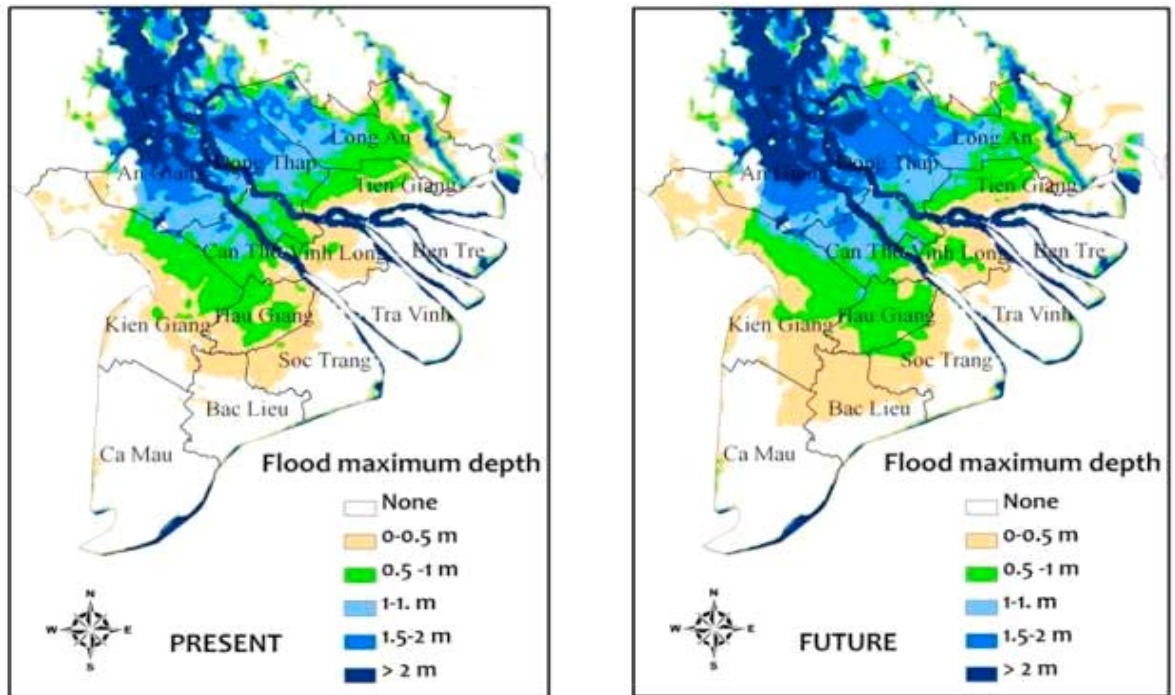 Long An
Dong Thap
An Giang
Tien Giang
Can Tho Vinh Long
Ben Tre
Kien Giang
Hau Giang
Tra Vinh
Soc Trang
Bac Lieu
Ca Mau
Flood maximum depth
None
0-0.5 m
0.5 -1 m
1-1. m
1.5-2 m
> 2 m
N
W E
S
PRESENT
Long An
Dong Thap
An Giang
Tien Giang
Can Tho Vinh Long
Ben Tre
Kien Giang
Hau Giang
Tra Vinh
Soc Trang
Bac Lieu
Ca Mau
Flood maximum depth
None
0-0.5 m
0.5 -1 m
1-1. m
1.5-2 m
> 2 m
N
W E
S
FUTURE